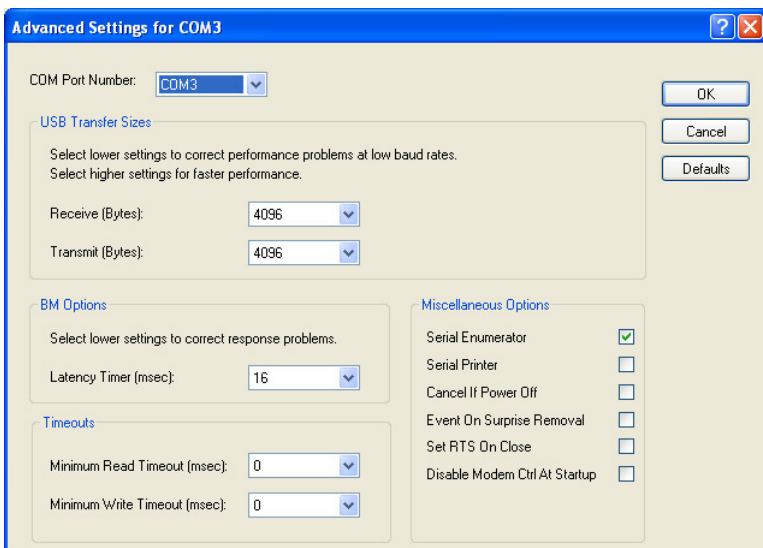 Advanced Settings for COM3
COM Port Number: COM3
OK
Cancel
Defaults
USB Transfer Sizes
Select lower settings to correct performance problems at low baud rates.
Select higher settings for faster performance.
Receive (Bytes): 4096
Transmit (Bytes): 4096
BM Options
Select lower settings to correct response problems.
Latency Timer (msec): 16
Timeouts
Minimum Read Timeout (msec): 0
Minimum Write Timeout (msec): 0
Miscellaneous Options
Serial Enumerator
Serial Printer
Cancel If Power Off
Event On Surprise Removal
Set RTS On Close
Disable Modem Ctrl At Startup